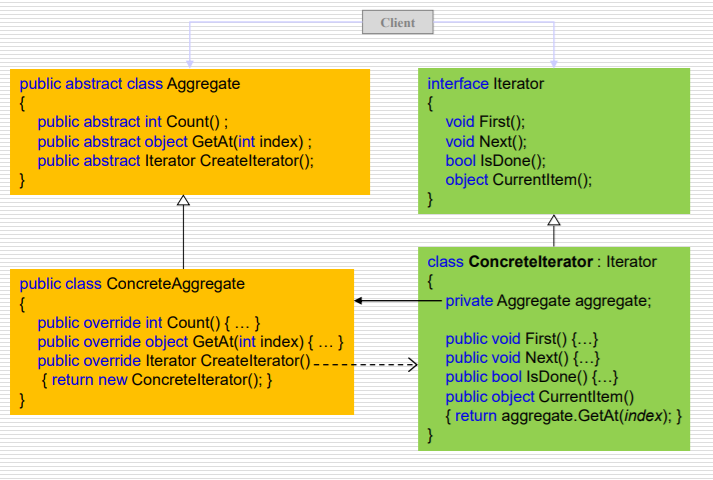 Client
public abstract class Aggregate
{
public abstract int Count() ;
public abstract object GetAt(int index) ;
public abstract Iterator CreateIterator();
}
interface Iterator
{
void First();
void Next();
bool IsDone();
object CurrentItem();
}
public class ConcreteAggregate
{
public override int Count() { … }
public override object GetAt(int index) { … }
public override Iterator CreateIterator()
{ return new ConcreteIterator(); }
}
class ConcreteIterator : Iterator
{
private Aggregate aggregate;
public void First() {…}
public void Next() {…}
public bool IsDone() {…}
public object CurrentItem()
{ return aggregate.GetAt(index); }
}